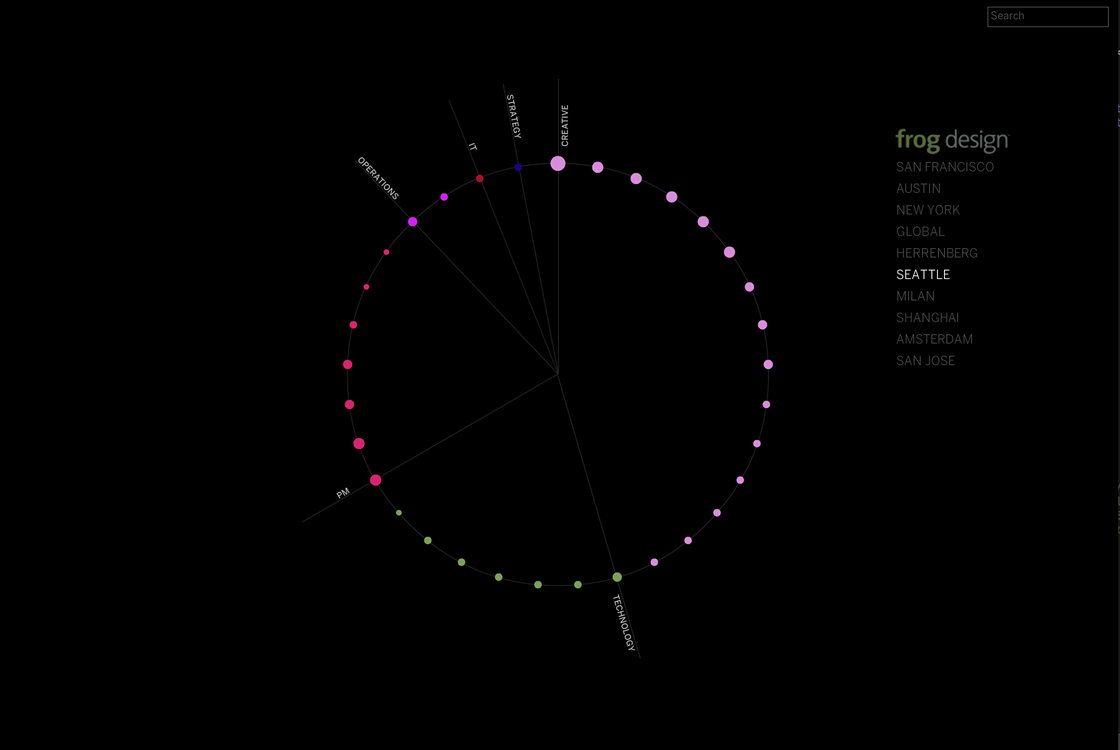 Search
STRATEGY
CREATIVE
IT
OPERATIONS
PM
TECHNOLOGY
frog design
SAN FRANCISCO
AUSTIN
NEW YORK
GLOBAL
HERRENBERG
SEATTLE
MILAN
SHANGHAI
AMSTERDAM
SAN JOSE